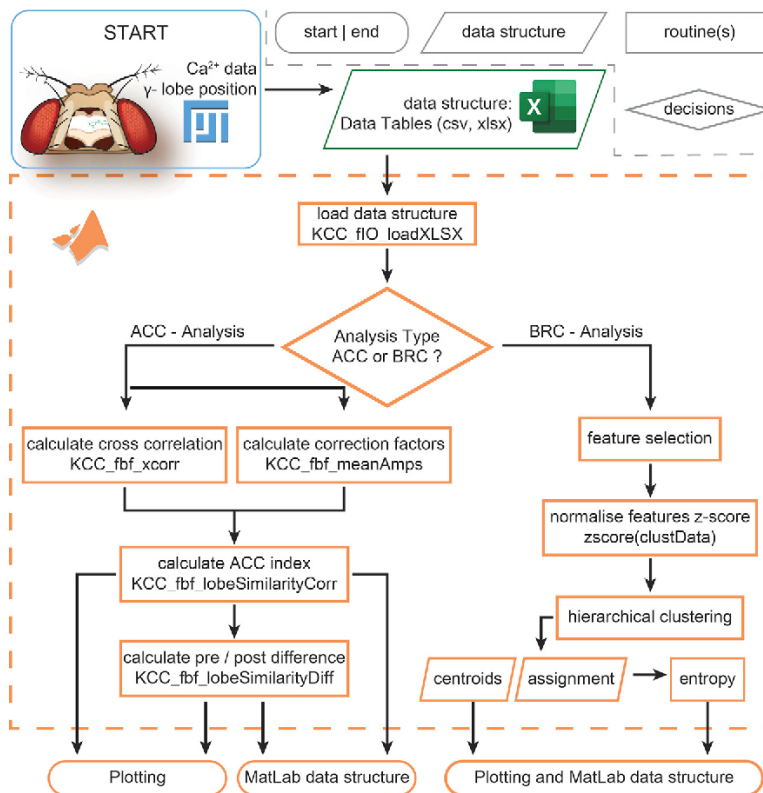 START
Ca²⁺ data
γ- lobe position
start | end
data structure
routine(s)
decisions
data structure:
Data Tables (csv, xlsx)
X
load data structure
KCC_fIO_loadXLSX
Analysis Type
ACC or BRC ?
ACC - Analysis
BRC - Analysis
calculate cross correlation
KCC_fbf_xcorr
calculate correction factors
KCC_fbf_meanAmps
feature selection
normalise features z-score
zscore(clustData)
calculate ACC index
KCC_fbf_lobeSimilarityCorr
hierarchical clustering
calculate pre / post difference
KCC_fbf_lobeSimilarityDiff
centroids
assignment
entropy
Plotting
MatLab data structure
Plotting and MatLab data structure